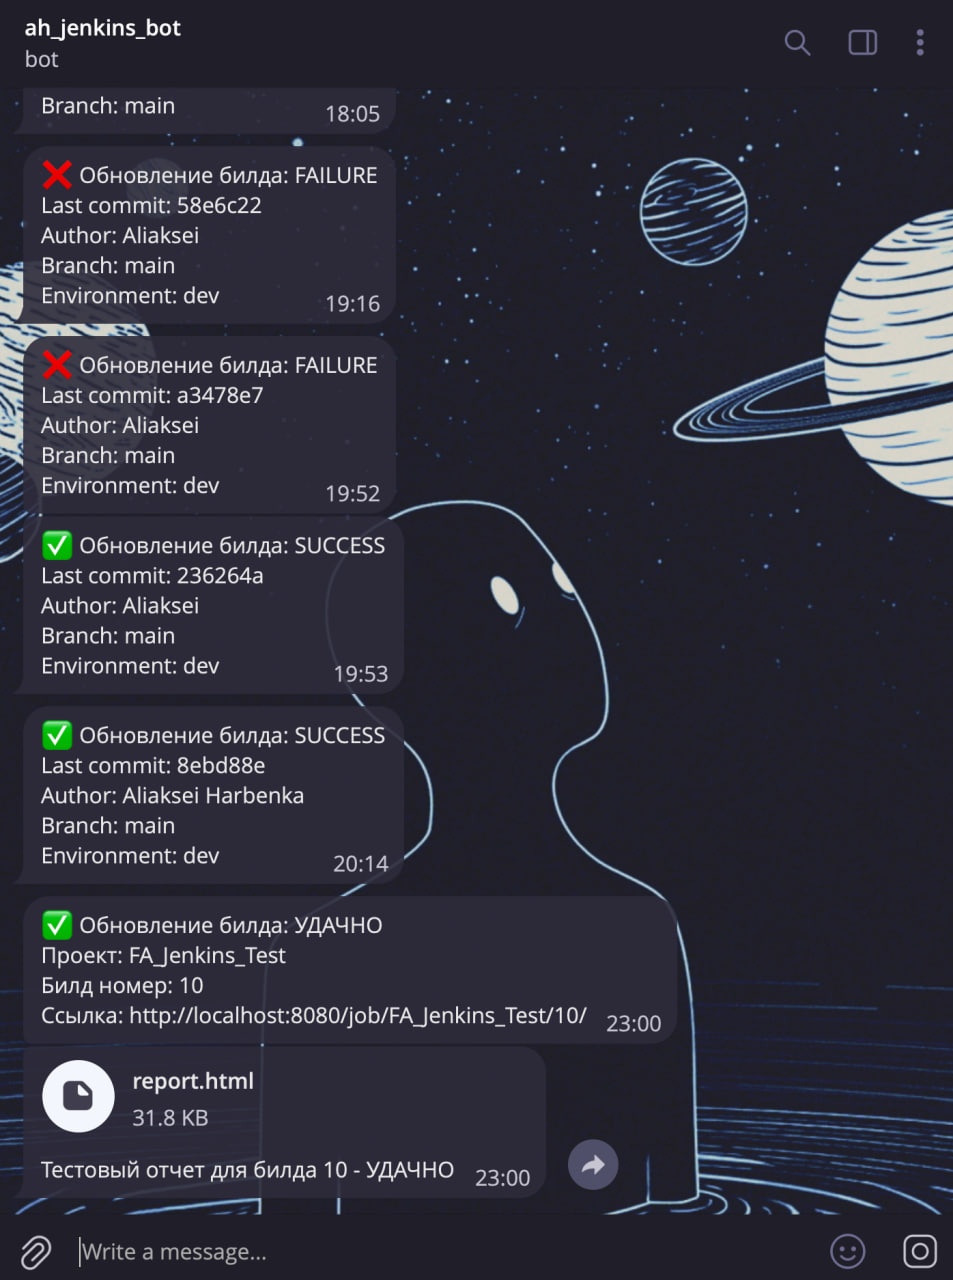 ah_jenkins_bot
bot
Branch: main
18:05
❌ Обновление билда: FAILURE
Last commit: 58e6c22
Author: Aliaksei
Branch: main
Environment: dev
19:16
❌ Обновление билда: FAILURE
Last commit: a3478e7
Author: Aliaksei
Branch: main
Environment: dev
19:52
✅ Обновление билда: SUCCESS
Last commit: 236264a
Author: Aliaksei
Branch: main
Environment: dev
19:53
✅ Обновление билда: SUCCESS
Last commit: 8ebd88e
Author: Aliaksei Harbenka
Branch: main
Environment: dev
20:14
✅ Обновление билда: УДАЧНО
Проект: FA_Jenkins_Test
Билд номер: 10
Ссылка: http://localhost:8080/job/FA_Jenkins_Test/10/
23:00
report.html
31.8 KB
Тестовый отчет для билда 10 - УДАЧНО
23:00
Write a message...